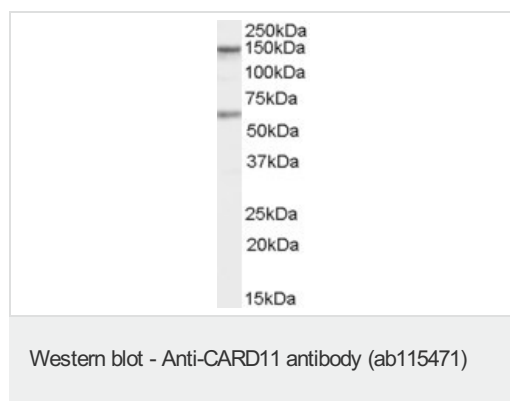 250kDa
150kDa
100kDa
75kDa
50kDa
37kDa
25kDa
20kDa
15kDa
Western blot - Anti-CARD11 antibody (ab115471)